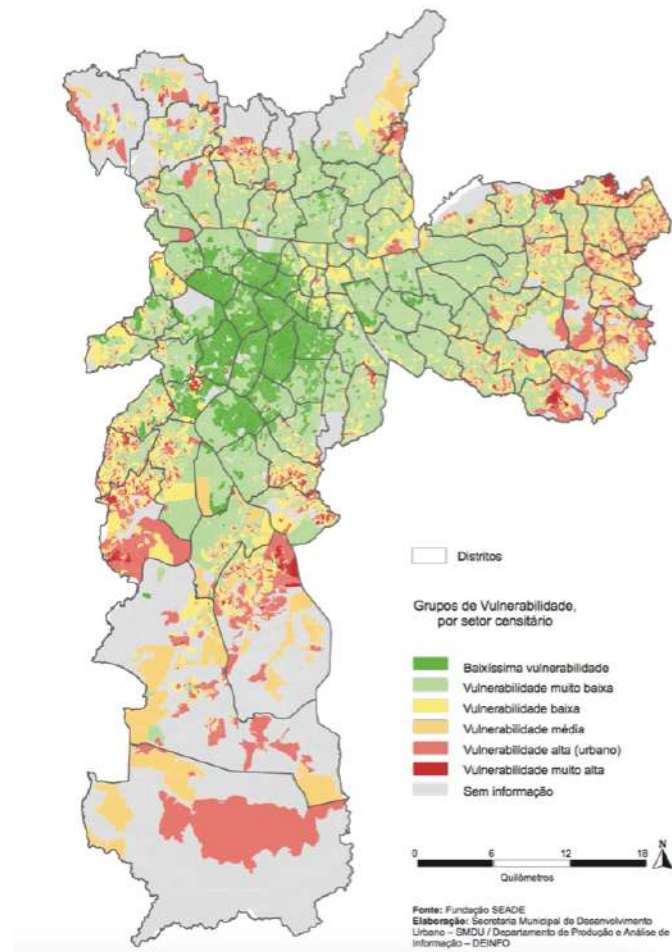 Distritos
Grupos de Vulnerabilidade,
por setor censitário
Baixíssima vulnerabilidade
Vulnerabilidade muito baixa
Vulnerabilidade baixa
Vulnerabilidade média
Vulnerabilidade alta (urbano)
Vulnerabilidade muito alta
Sem informação
N
0 6 12 18
Quilômetros
Fonte: Fundação SEADE
Elaboração: Secretaria Municipal de Desenvolvimento
Urbano – SMDU / Departamento de Produção e Análise de
Informação – DEINFO